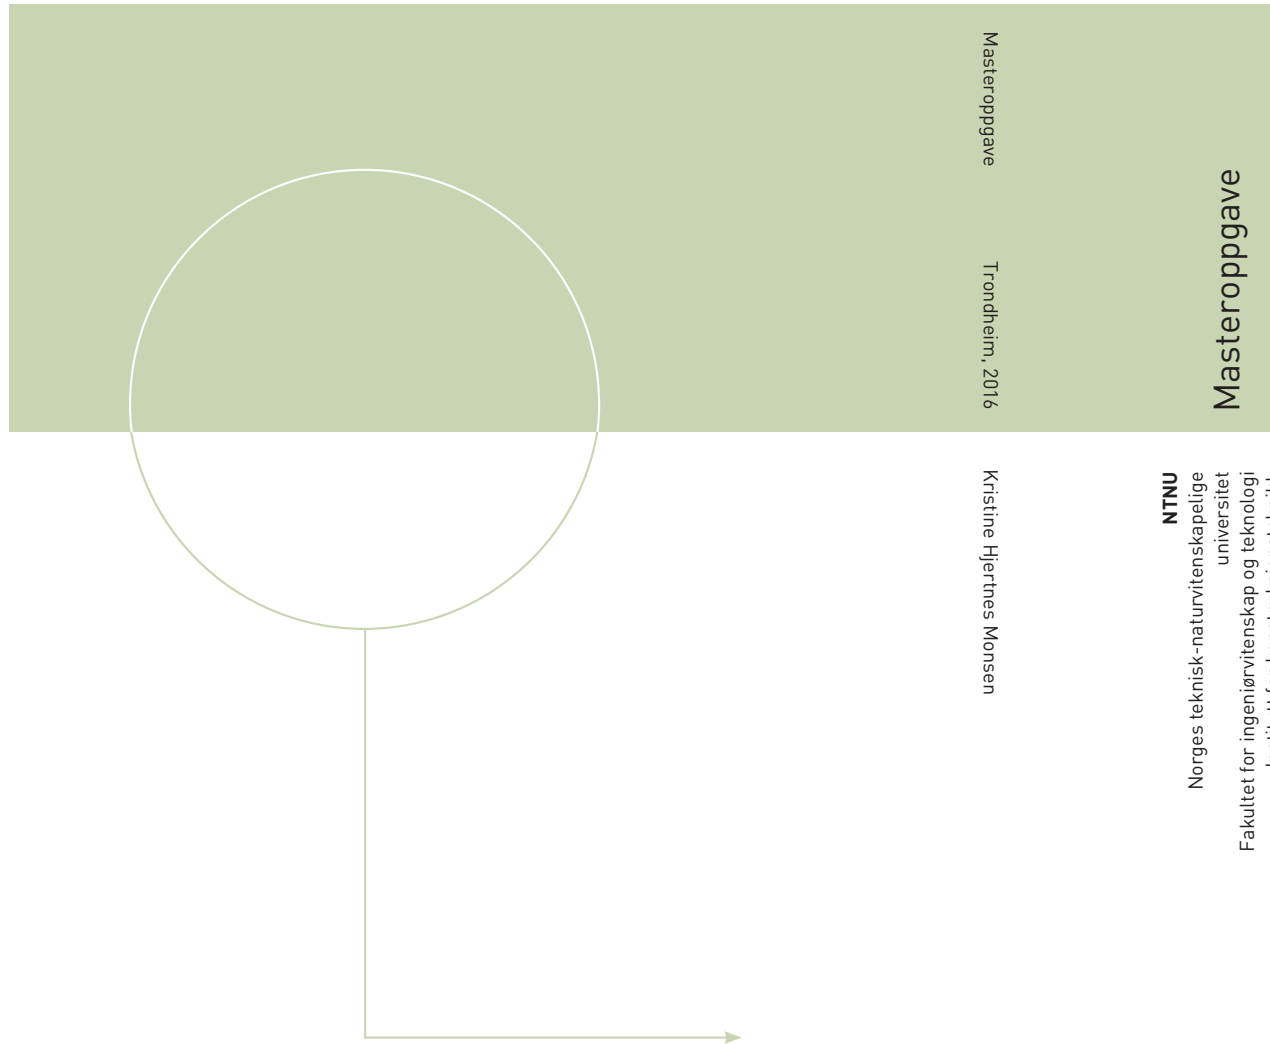 Masteroppgave
Trondheim, 2016
Kristine Hjertnes Monsen
Masteroppgave
NTNU
Norges teknisk-naturvitenskapelige
universitet
Fakultet for ingeniørvitenskap og teknologi